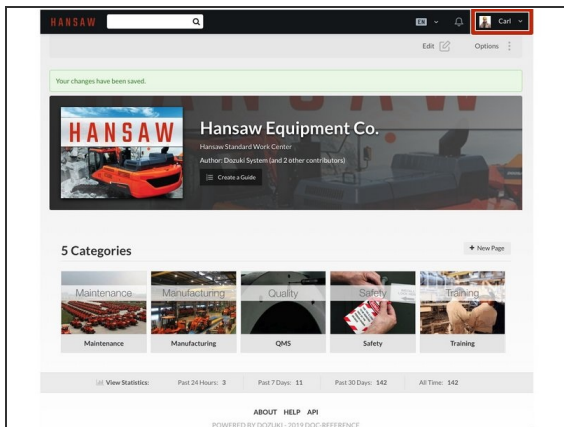 HANSAW
EN
Carl
Edit
Options
Your changes have been saved.
HANSAW
Hansaw Equipment Co.
Hansaw Standard Work Center
Author: Dozuki System (and 2 other contributors)
Create a Guide
5 Categories
+ New Page
Maintenance
Manufacturing
Quality
Safety
Training
Maintenance
Manufacturing
QMS
Safety
Training
View Statistics:
Past 24 Hours: 3
Past 7 Days: 11
Past 30 Days: 142
All Time: 142
ABOUT HELP API
POWERED BY DOZUKI · 2019 DOC-REFERENCE